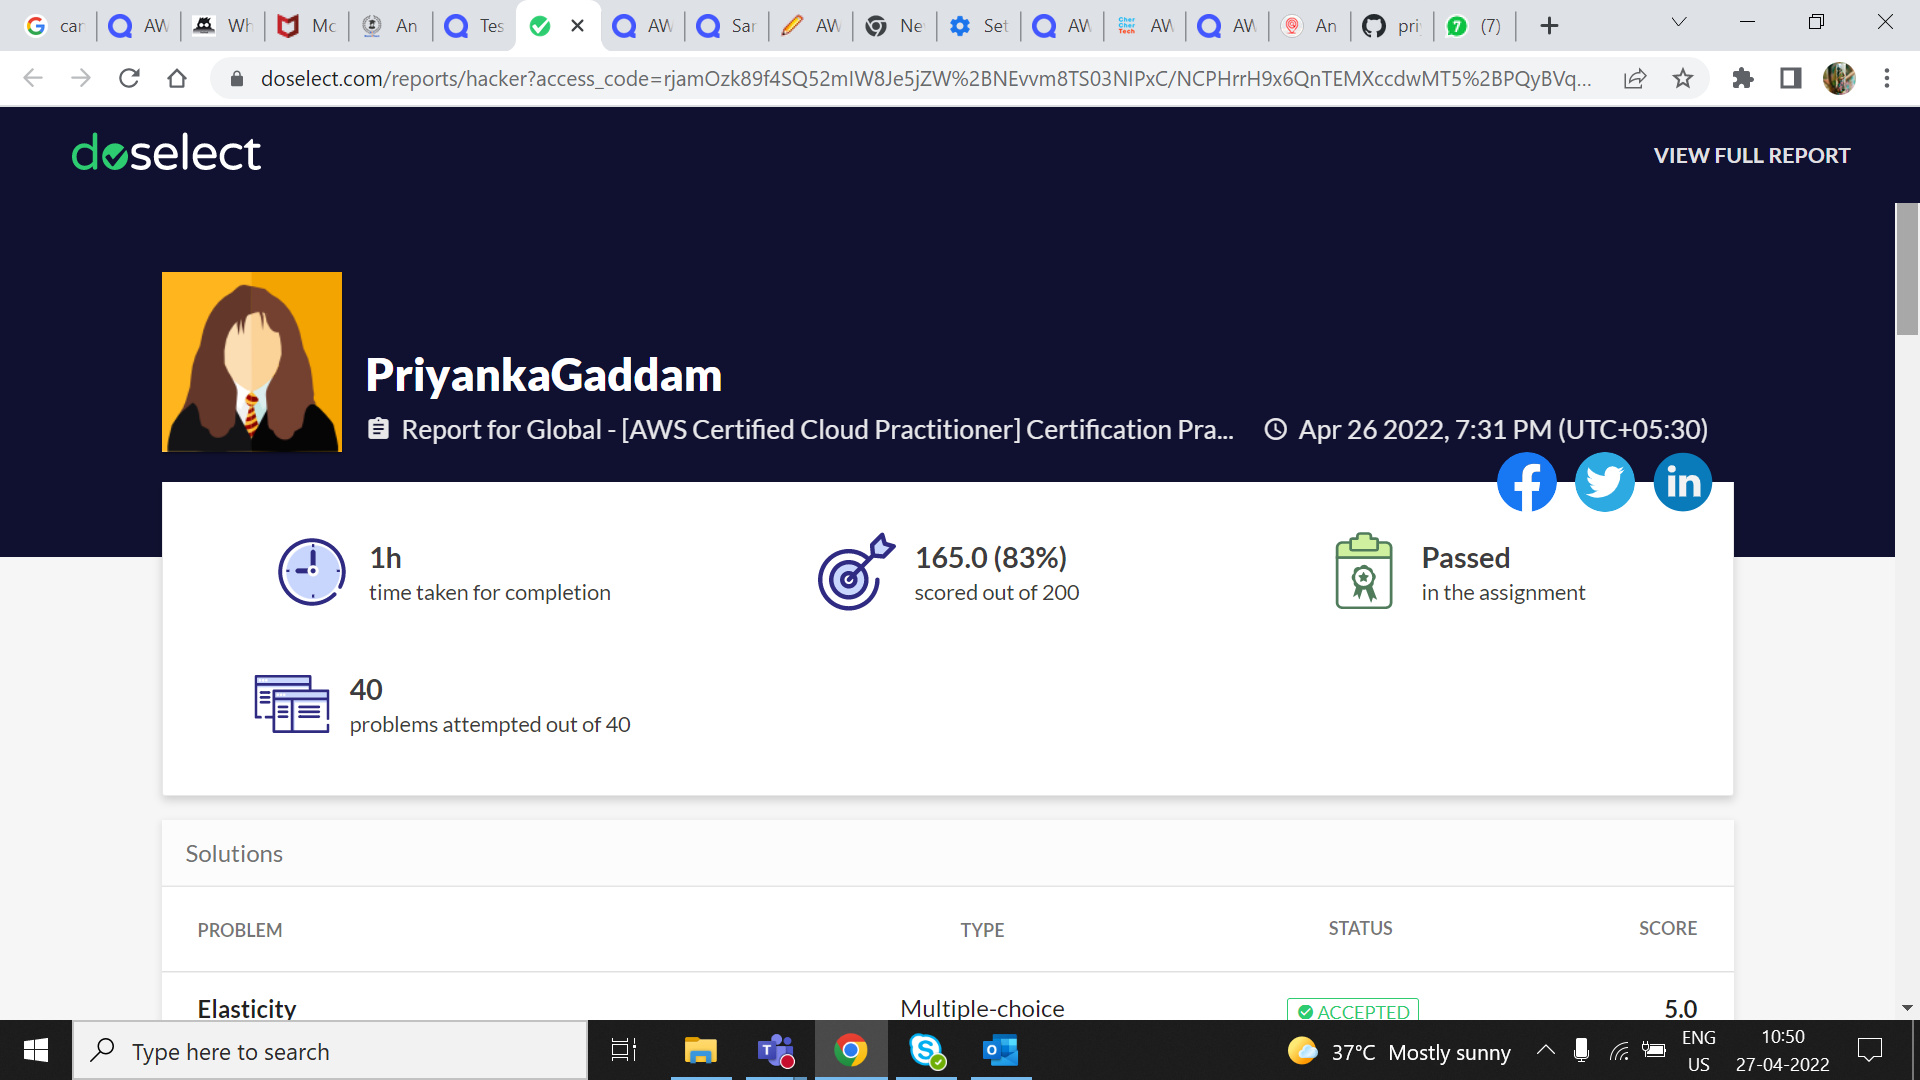 car
AW
Wh
Mc
An
Tes
AW
Sar
AW
Ne
Set
AW
AW
AW
An
pri
(7)
doselect.com/reports/hacker?access_code=rjamOzk89f4SQ52mIW8Je5jZW%2BNEvvm8TS03NIPxC/NCPHrrH9x6QnTEMXccdwMT5%2BPQyBVq...
doselect
VIEW FULL REPORT
PriyankaGaddam
Report for Global - [AWS Certified Cloud Practitioner] Certification Pra...
Apr 26 2022, 7:31 PM (UTC+05:30)
1h
time taken for completion
165.0 (83%)
scored out of 200
Passed
in the assignment
40
problems attempted out of 40
Solutions
PROBLEM TYPE STATUS SCORE
Elasticity Multiple-choice ACCEPTED 5.0
Type here to search
37°C Mostly sunny
ENG
US
10:50
27-04-2022